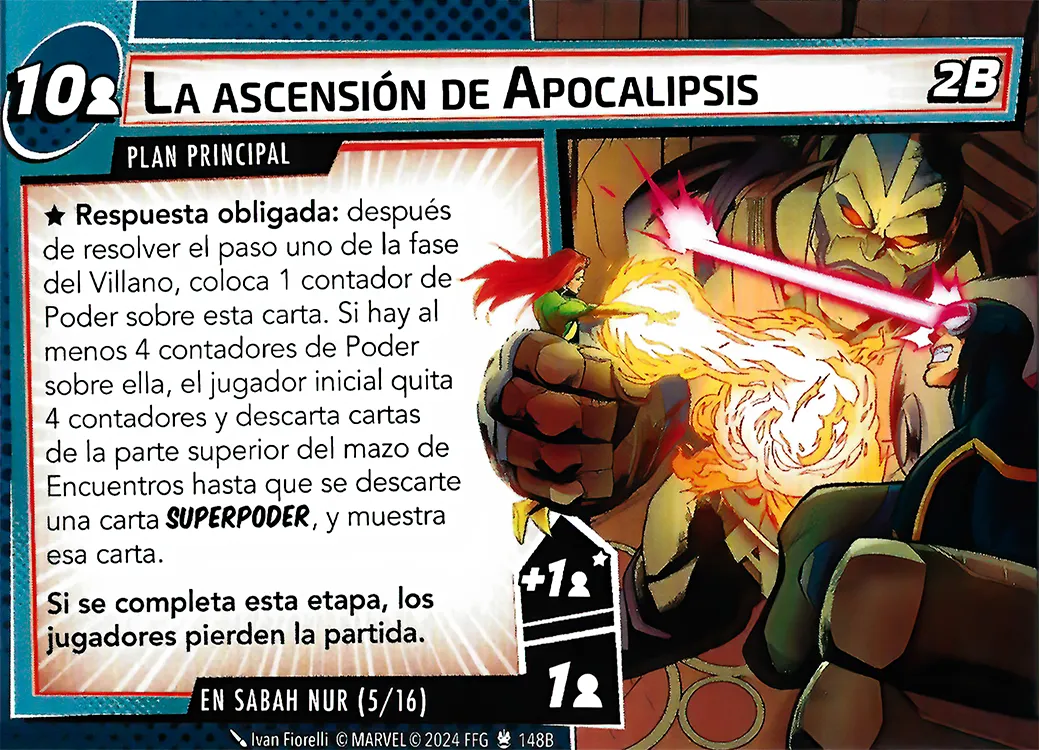 10
LA ASCENSIÓN DE APOCALIPSIS
2B
PLAN PRINCIPAL
★ Respuesta obligada: después
de resolver el paso uno de la fase
del Villano, coloca 1 contador de
Poder sobre esta carta. Si hay al
menos 4 contadores de Poder
sobre ella, el jugador inicial quita
4 contadores y descarta cartas
de la parte superior del mazo de
Encuentros hasta que se descarte
una carta SUPERPODER, y muestra
esa carta.
Si se completa esta etapa, los
jugadores pierden la partida.
+1
1
EN SABAH NUR (5/16)
Ivan Fiorelli © MARVEL © 2024 FFG 148B